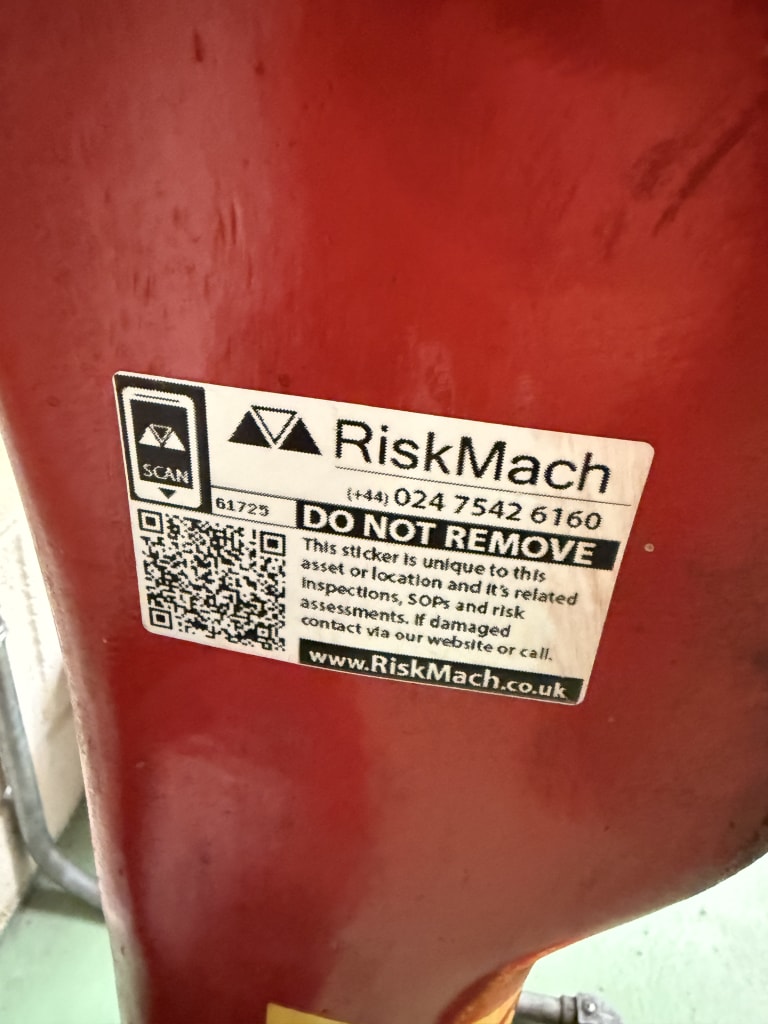 RiskMach
SCAN
(+44) 024 7542 6160
61725
DO NOT REMOVE
This sticker is unique to this
asset or location and it's related
inspections, SOPs and risk
assessments. If damaged
contact via our website or call.
www.RiskMach.co.uk